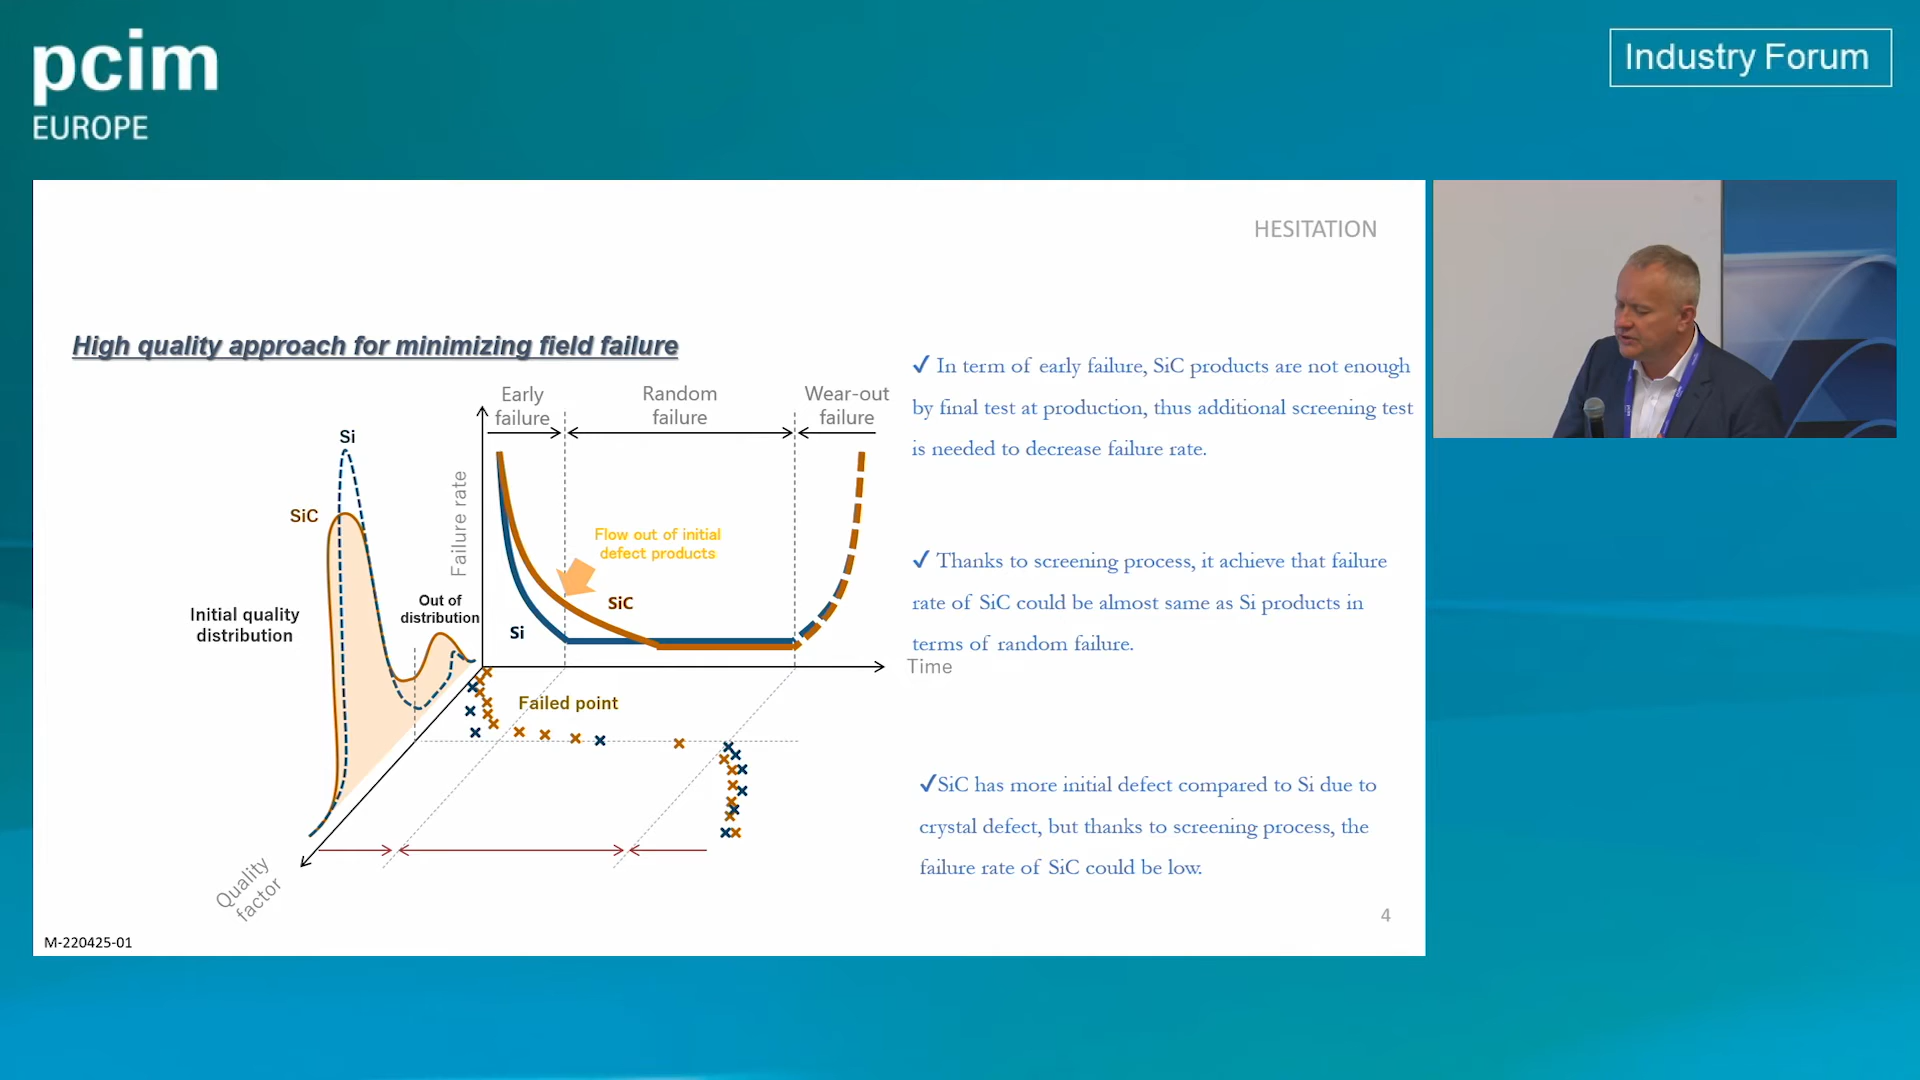 pcim
EUROPE
Industry Forum
HESITATION
High quality approach for minimizing field failure
Early
failure
Random
failure
Wear-out
failure
Failure rate
Si
SiC
Flow out of initial
defect products
SiC
Si
Out of
distribution
Initial quality
distribution
Time
Failed point
Quality
factor
✓ In term of early failure, SiC products are not enough
by final test at production, thus additional screening test
is needed to decrease failure rate.
✓ Thanks to screening process, it achieve that failure
rate of SiC could be almost same as Si products in
terms of random failure.
✓SiC has more initial defect compared to Si due to
crystal defect, but thanks to screening process, the
failure rate of SiC could be low.
4
M-220425-01